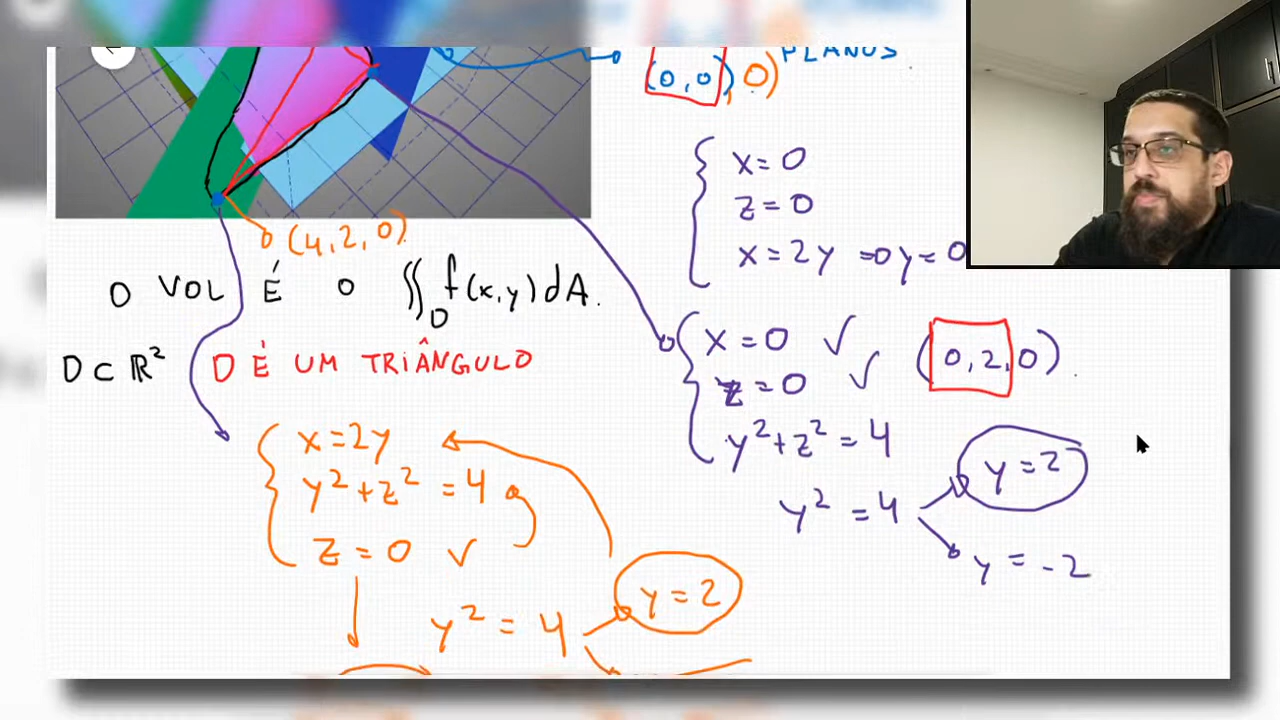 PLANOS
(0,0), 0)
x=0
z=0
x=2y ⇒ y=0
(4,2,0).
O VOL É O ∬_D f(x,y)dA.
D⊂ℝ² D É UM TRIÂNGULO
x=0 ✓ (0,2,0).
z=0 ✓
y²+z²=4
y²=4
y=2
y=-2
x=2y
y²+z²=4
z=0 ✓
y²=4
y=2